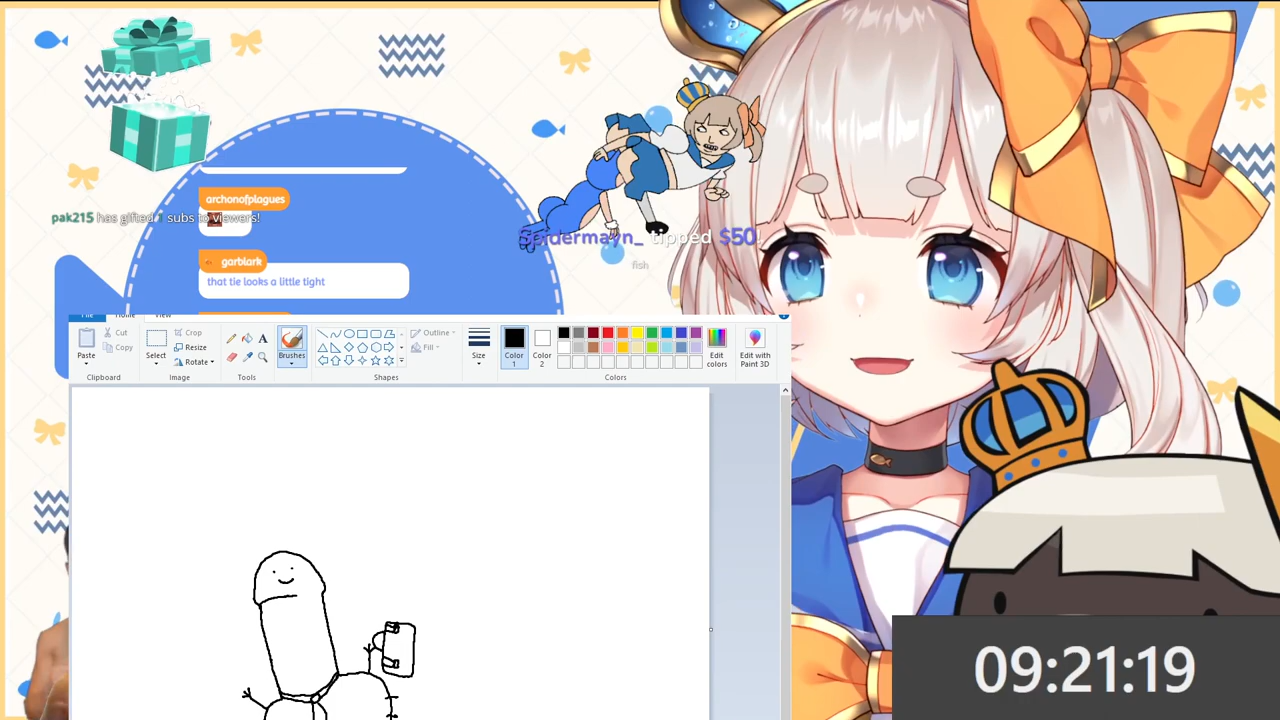 archonofplagues
pak215 has gifted 1 subs to viewers!
Spidermayn_ tipped $50!
garblark
fish
that tie looks a little tight
File
Home
View
Cut
Copy
Paste
Clipboard
Crop
Resize
Rotate
Select
Image
Tools
Brushes
Outline
Fill
Shapes
Size
Color
1
Color
2
Edit
colors
Edit with
Paint 3D
Colors
09:21:19